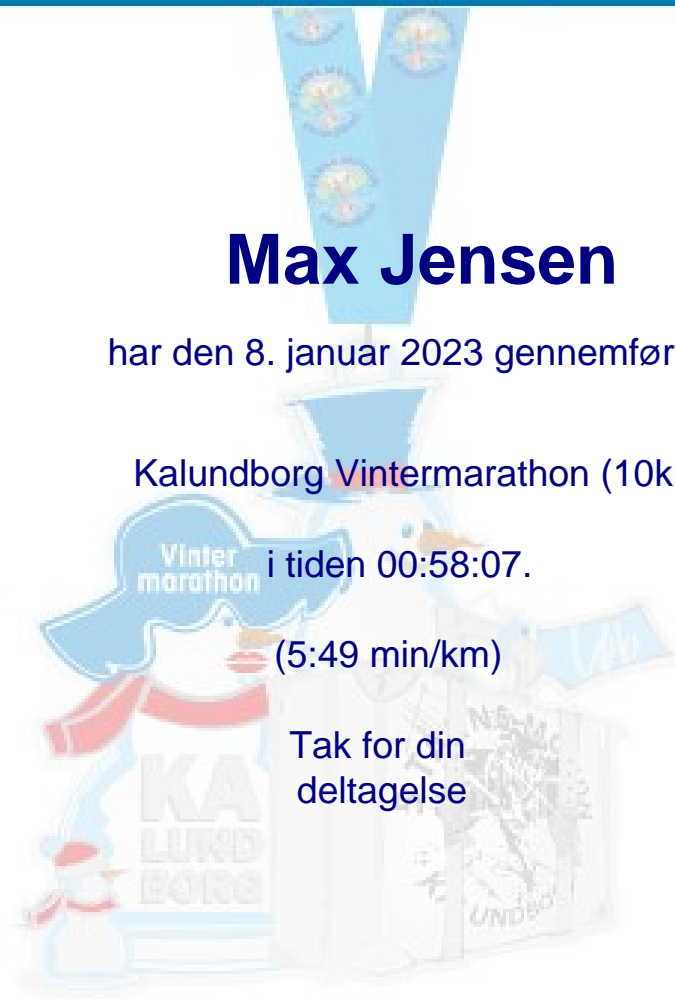 Max Jensen
har den 8. januar 2023 gennemfør
Kalundborg Vintermarathon (10k
Vinter
marathon
i tiden 00:58:07.
(5:49 min/km)
Tak for din
deltagelse
KA
LUND
BORG